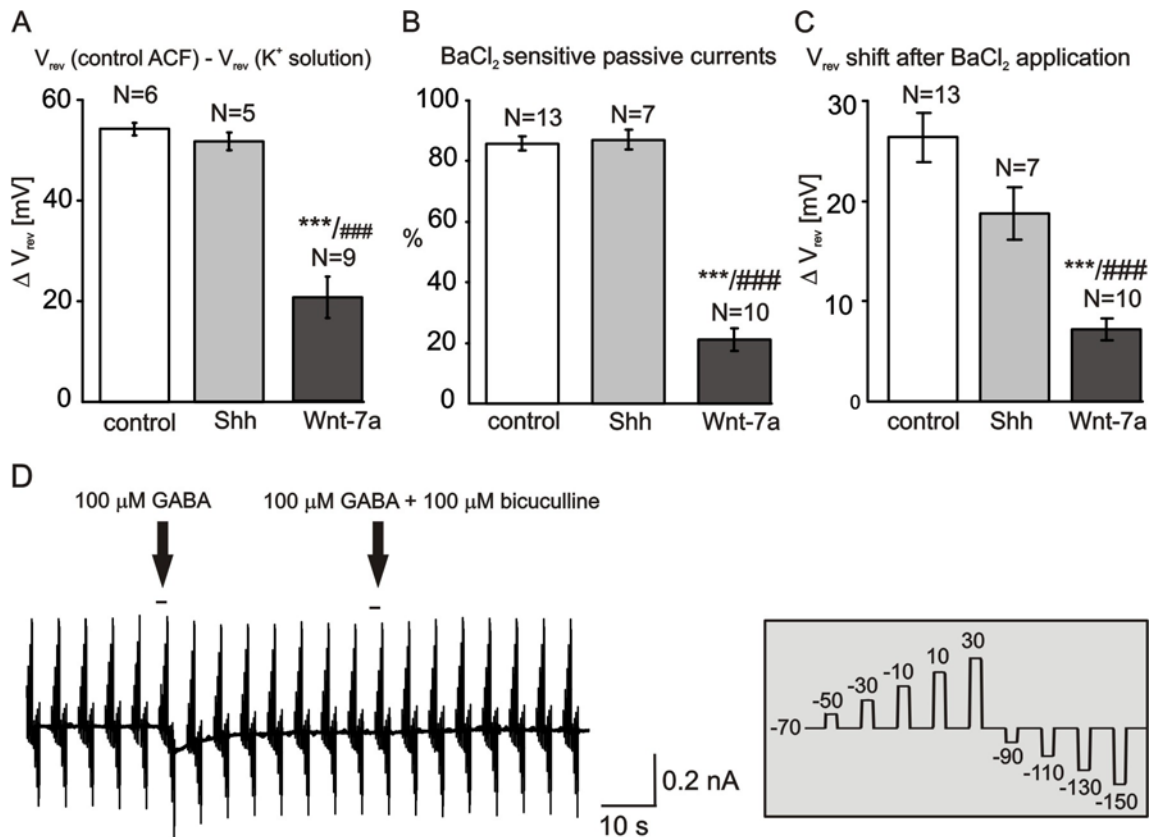 A
V_rev (control ACF) - V_rev (K⁺ solution)
Δ V_rev [mV]
60
40
20
0
N=6
N=5
***/###
N=9
control Shh Wnt-7a
B
BaCl₂ sensitive passive currents
%
100
80
60
40
20
0
N=13
N=7
***/###
N=10
control Shh Wnt-7a
C
V_rev shift after BaCl₂ application
Δ V_rev [mV]
30
20
10
0
N=13
N=7
***/###
N=10
control Shh Wnt-7a
D
100 μM GABA
100 μM GABA + 100 μM bicuculline
0.2 nA
10 s
-70
-50
-30
-10
10
30
-90
-110
-130
-150